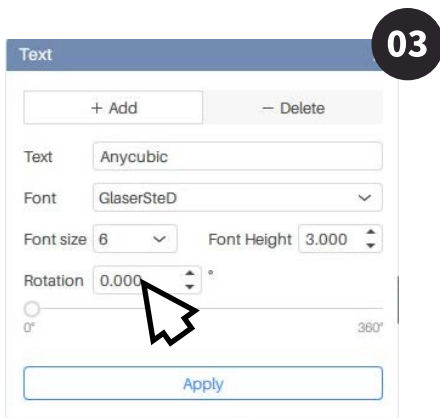 03
Text
+ Add − Delete
Text Anycubic
Font GlaserSteD
Font size 6 Font Height 3.000
Rotation 0.000 °
0° 360°
Apply